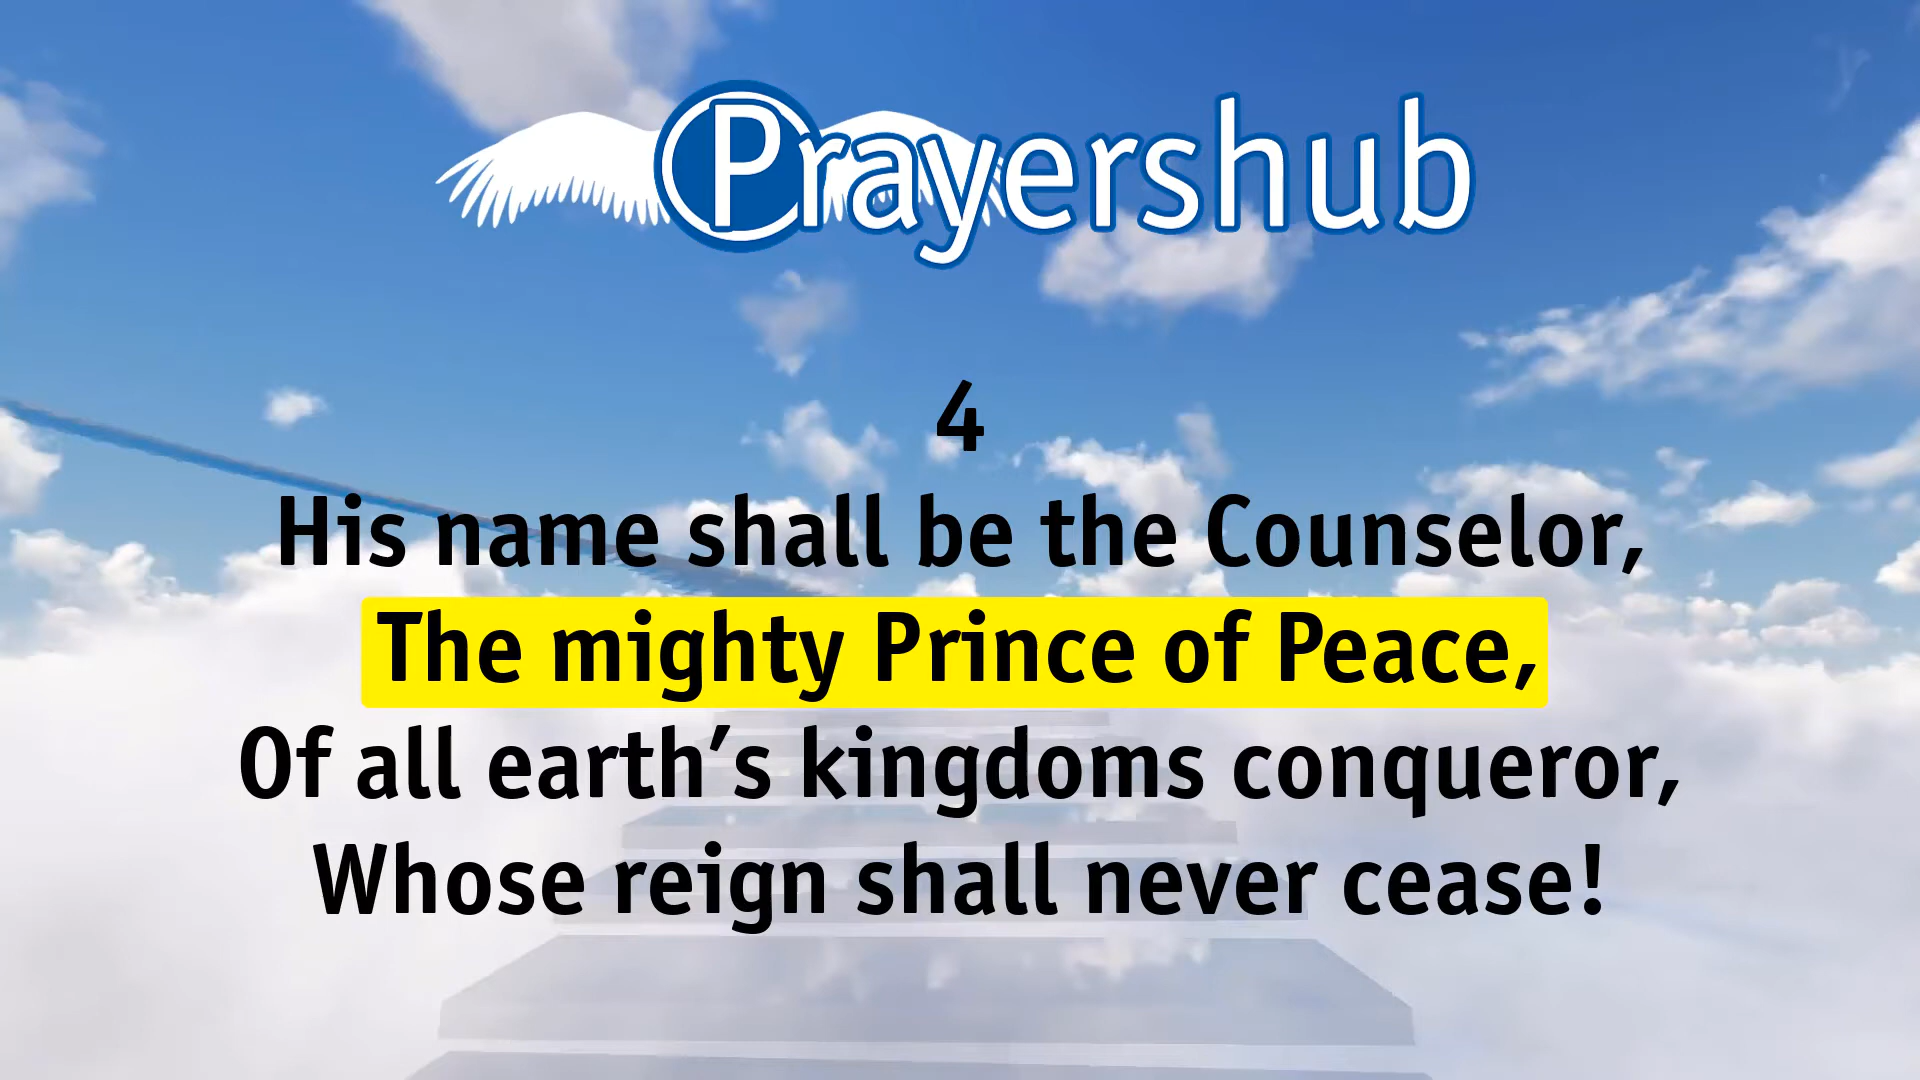 Prayershub
4
His name shall be the Counselor,
The mighty Prince of Peace,
Of all earth′s kingdoms conqueror,
Whose reign shall never cease!